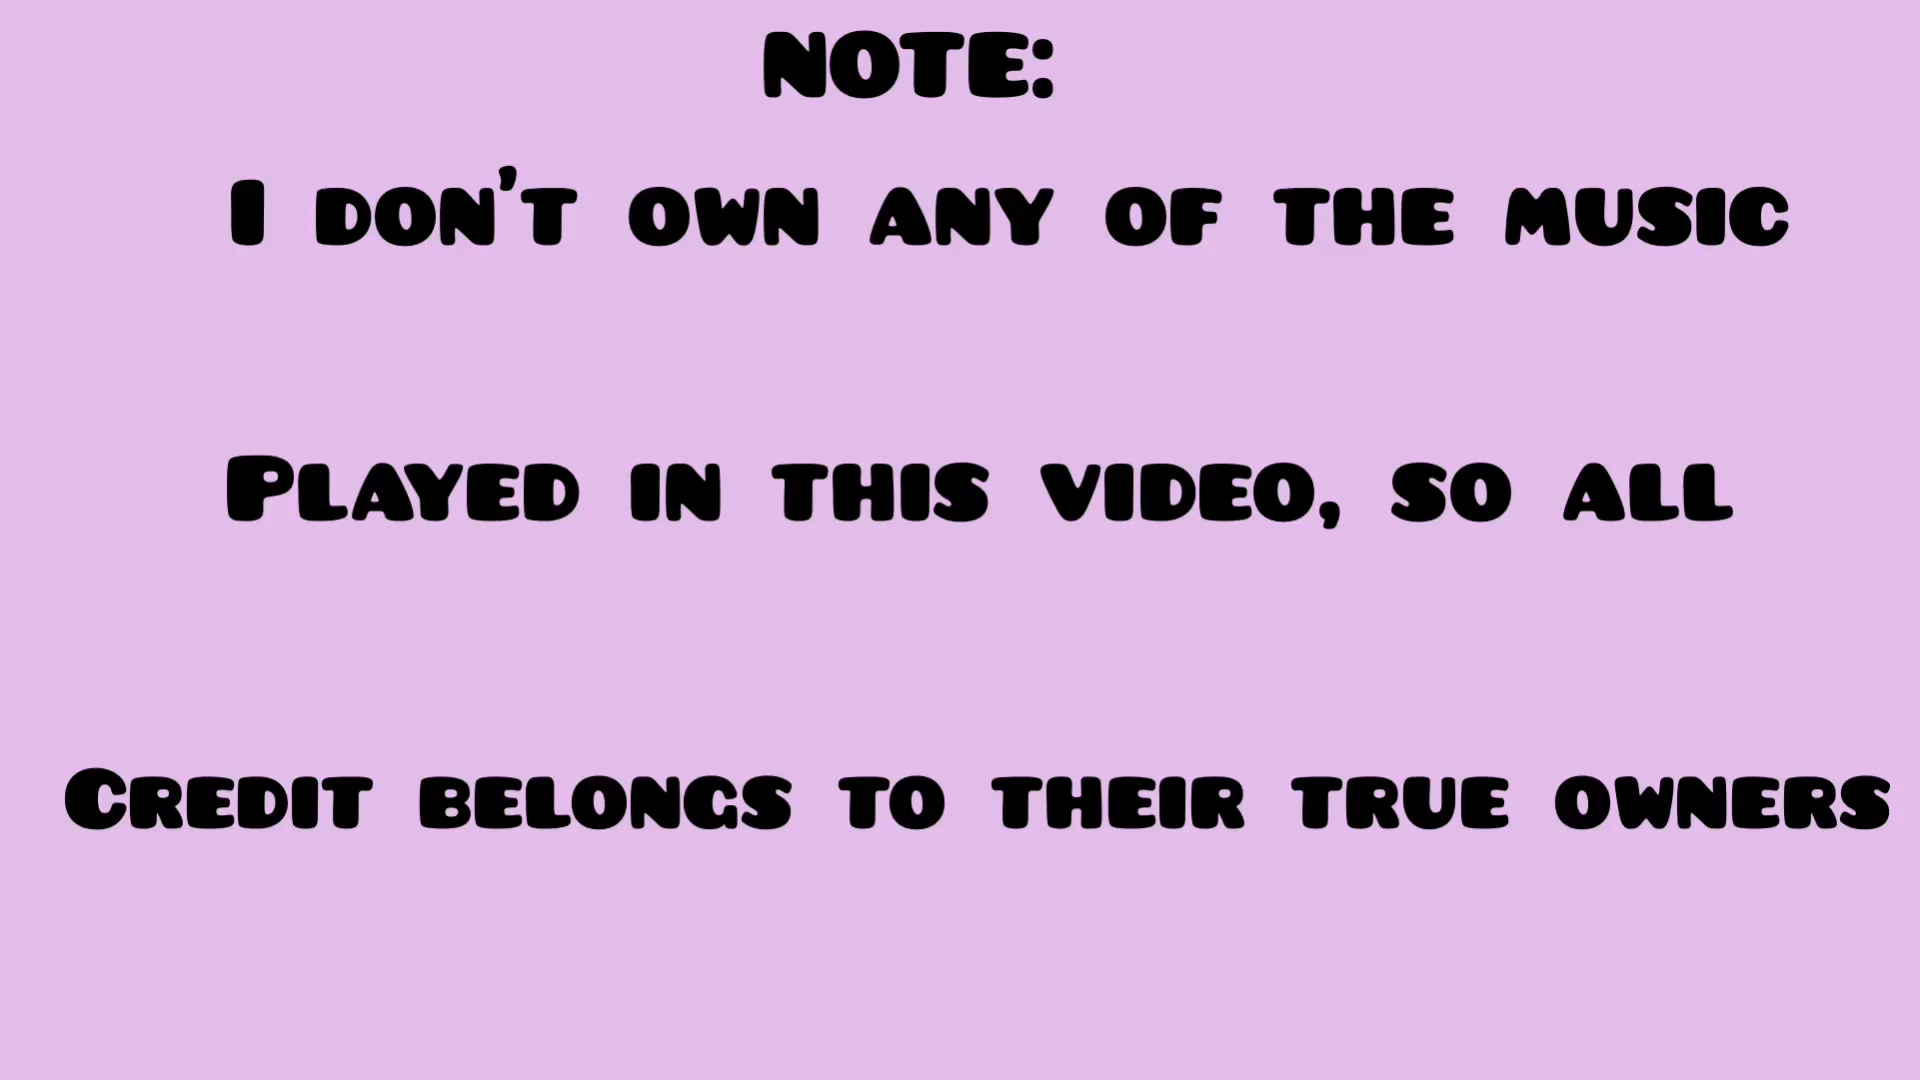 NOTE:
I DON'T OWN ANY OF THE MUSIC
PLAYED IN THIS VIDEO, SO ALL
CREDIT BELONGS TO THEIR TRUE OWNERS